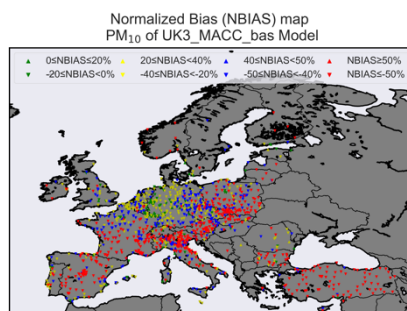 Normalized Bias (NBIAS) map
PM₁₀ of UK3_MACC_bas Model
0≤NBIAS≤20% 20≤NBIAS<40% 40≤NBIAS<50% NBIAS≥50%
-20≤NBIAS<0% -40≤NBIAS<-20% -50≤NBIAS<-40% NBIAS≤-50%